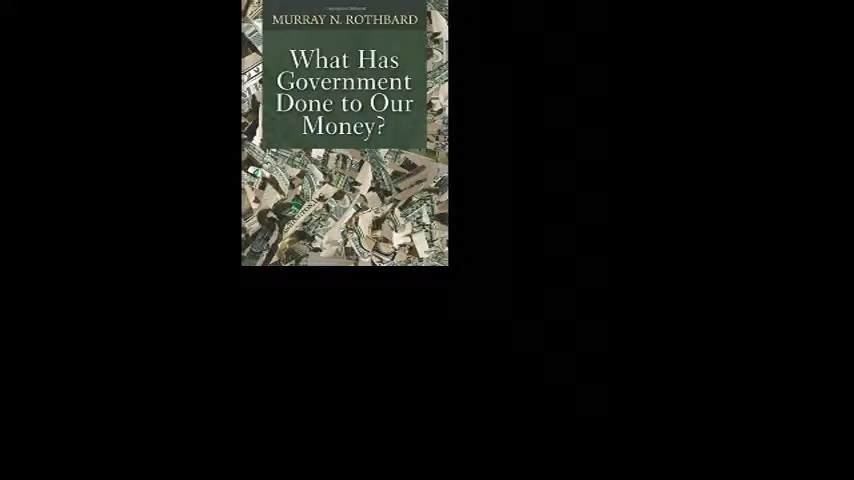 MURRAY N. ROTHBARD
What Has
Government
Done to Our
Money?